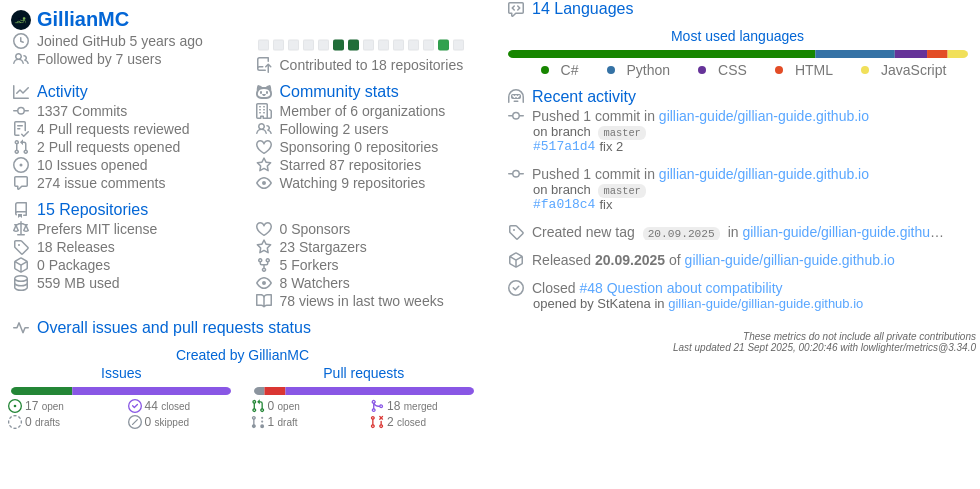 GillianMC
Joined GitHub 5 years ago
Followed by 7 users
Contributed to 18 repositories
Activity
1337 Commits
4 Pull requests reviewed
2 Pull requests opened
10 Issues opened
274 issue comments
Community stats
Member of 6 organizations
Following 2 users
Sponsoring 0 repositories
Starred 87 repositories
Watching 9 repositories
15 Repositories
Prefers MIT license
18 Releases
0 Packages
559 MB used
0 Sponsors
23 Stargazers
5 Forkers
8 Watchers
78 views in last two weeks
Overall issues and pull requests status
Created by GillianMC
Issues
17 open
44 closed
0 drafts
0 skipped
Pull requests
0 open
18 merged
1 draft
2 closed
14 Languages
Most used languages
C# Python CSS HTML JavaScript
Recent activity
Pushed 1 commit in gillian-guide/gillian-guide.github.io
on branch master
#517a1d4 fix 2
Pushed 1 commit in gillian-guide/gillian-guide.github.io
on branch master
#fa018c4 fix
Created new tag 20.09.2025 in gillian-guide/gillian-guide.githu…
Released 20.09.2025 of gillian-guide/gillian-guide.github.io
Closed #48 Question about compatibility
opened by StKatena in gillian-guide/gillian-guide.github.io
These metrics do not include all private contributions
Last updated 21 Sept 2025, 00:20:46 with lowlighter/metrics@3.34.0